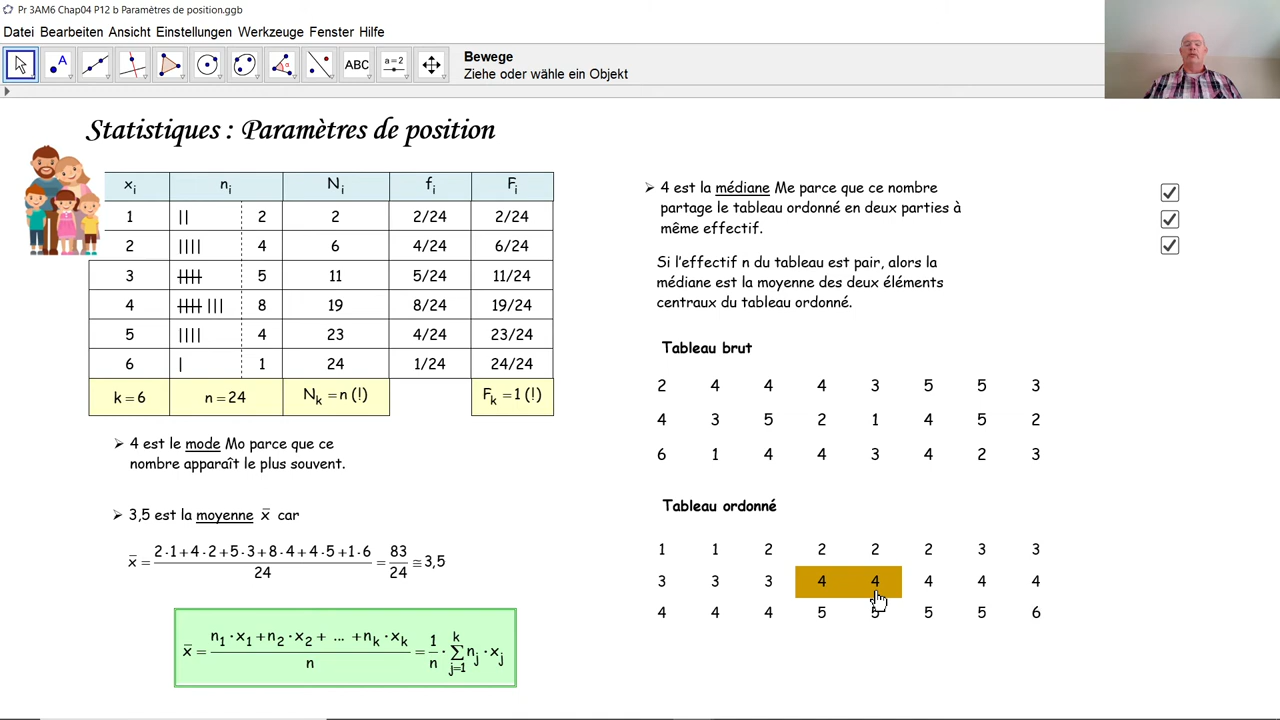 Pr 3AM6 Chap04 P12 b Paramètres de position.ggb
Datei Bearbeiten Ansicht Einstellungen Werkzeuge Fenster Hilfe
A ABC a=2
Bewege
Ziehe oder wähle ein Objekt
Statistiques : Paramètres de position
xi ni Ni fi Fi
1 || 2 2 2/24 2/24
2 |||| 4 6 4/24 6/24
3 5 11 5/24 11/24
4 ||| 8 19 8/24 19/24
5 |||| 4 23 4/24 23/24
6 | 1 24 1/24 24/24
k = 6 n = 24 Nk = n (!) Fk = 1 (!)
➢ 4 est le mode Mo parce que ce
nombre apparaît le plus souvent.
➢ 3,5 est la moyenne x̄ car
x̄ = (2·1+4·2+5·3+8·4+4·5+1·6)/24 = 83/24 ≅ 3,5
x̄ = (n1·x1+n2·x2+ ... +nk·xk)/n = 1/n · ∑ k j=1 nj·xj
➢ 4 est la médiane Me parce que ce nombre
partage le tableau ordonné en deux parties à
même effectif.
Si l'effectif n du tableau est pair, alors la
médiane est la moyenne des deux éléments
centraux du tableau ordonné.
Tableau brut
2 4 4 4 3 5 5 3
4 3 5 2 1 4 5 2
6 1 4 4 3 4 2 3
Tableau ordonné
1 1 2 2 2 2 3 3
3 3 3 4 4 4 4 4
4 4 4 5 5 5 5 6